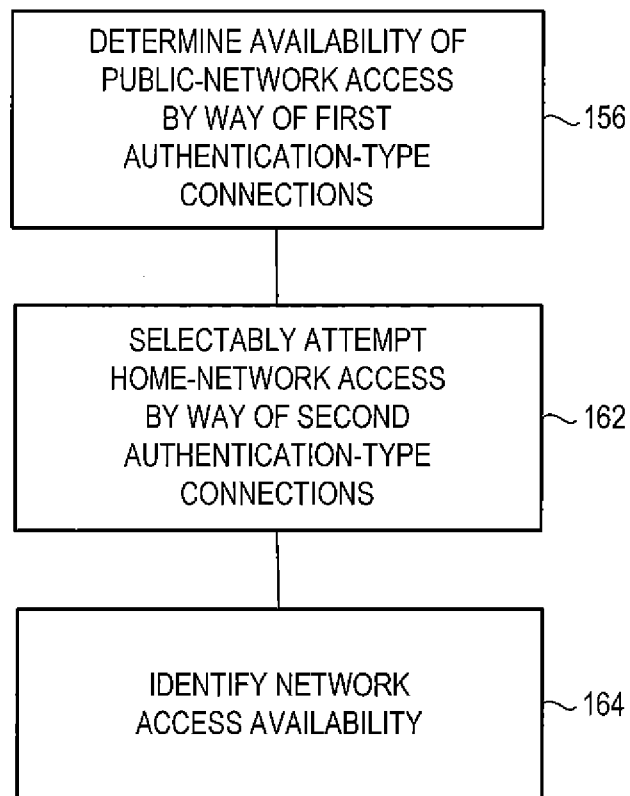 DETERMINE AVAILABILITY OF
PUBLIC-NETWORK ACCESS
BY WAY OF FIRST
AUTHENTICATION-TYPE
CONNECTIONS
156
SELECTABLY ATTEMPT
HOME-NETWORK ACCESS
BY WAY OF SECOND
AUTHENTICATION-TYPE
CONNECTIONS
162
IDENTIFY NETWORK
ACCESS AVAILABILITY
164